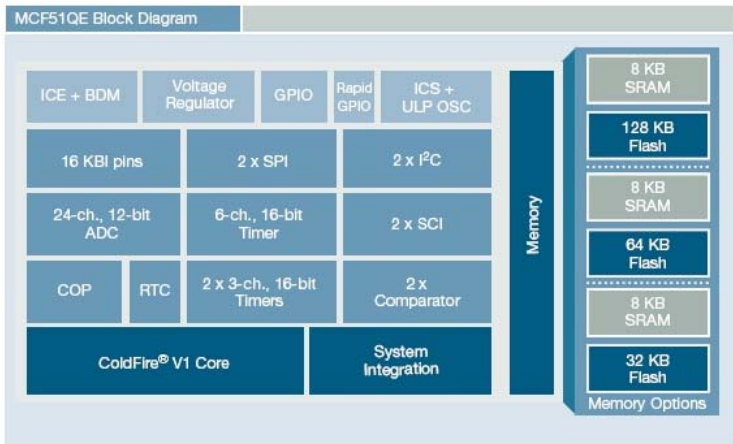 MCF51QE Block Diagram
ICE + BDM
Voltage
Regulator
GPIO
Rapid
GPIO
ICS +
ULP OSC
16 KBI pins
2 x SPI
2 x I²C
24-ch., 12-bit
ADC
6-ch., 16-bit
Timer
2 x SCI
COP
RTC
2 x 3-ch., 16-bit
Timers
2 x
Comparator
ColdFire® V1 Core
System
Integration
Memory
8 KB
SRAM
128 KB
Flash
8 KB
SRAM
64 KB
Flash
8 KB
SRAM
32 KB
Flash
Memory Options